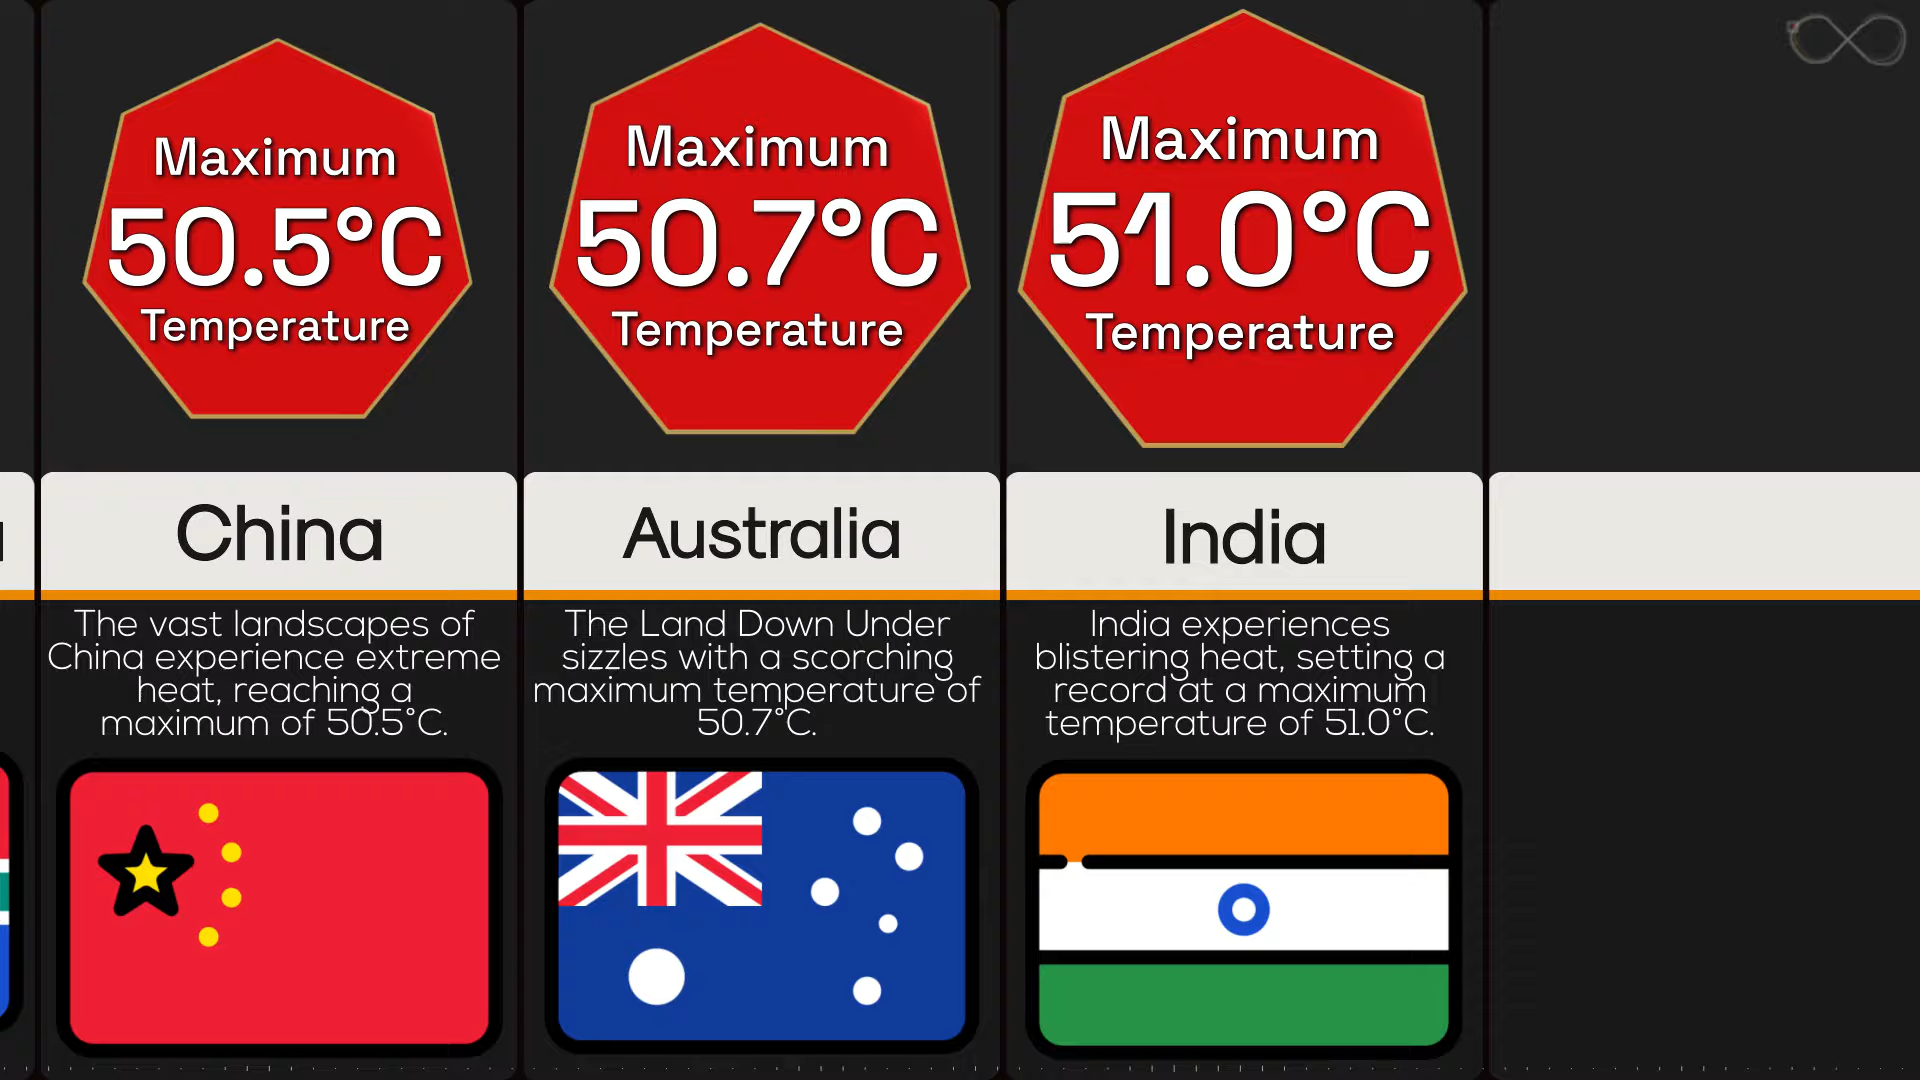 Maximum
50.5°C
Temperature
China
The vast landscapes of
China experience extreme
heat, reaching a
maximum of 50.5°C.
Maximum
50.7°C
Temperature
Australia
The Land Down Under
sizzles with a scorching
maximum temperature of
50.7°C.
Maximum
51.0°C
Temperature
India
India experiences
blistering heat, setting a
record at a maximum
temperature of 51.0°C.